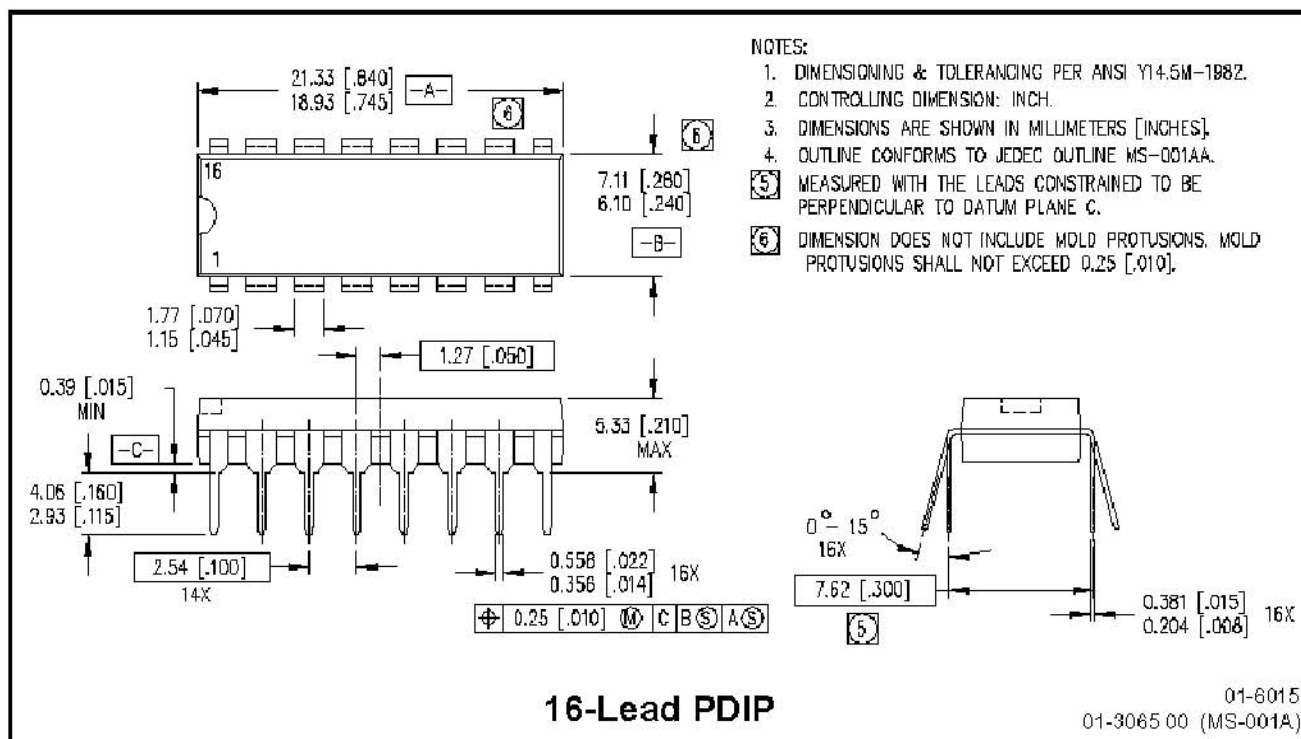 21.33 [.840]
18.93 [.745]
-A-
6
6
16
1
7.11 [.280]
6.10 [.240]
-B-
NOTES:
1. DIMENSIONING & TOLERANCING PER ANSI Y14.5M-1982.
2. CONTROLLING DIMENSION: INCH.
3. DIMENSIONS ARE SHOWN IN MILLIMETERS [INCHES].
4. OUTLINE CONFORMS TO JEDEC OUTLINE MS-001AA.
5 MEASURED WITH THE LEADS CONSTRAINED TO BE
PERPENDICULAR TO DATUM PLANE C.
6 DIMENSION DOES NOT INCLUDE MOLD PROTUSIONS. MOLD
PROTUSIONS SHALL NOT EXCEED 0.25 [.010].
1.77 [.070]
1.15 [.045]
1.27 [.050]
0.39 [.015]
MIN
-C-
5.33 [.210]
MAX
4.06 [.160]
2.93 [.115]
2.54 [.100]
14X
0.558 [.022]
0.356 [.014]
16X
⌖ 0.25 [.010] Ⓜ C B Ⓢ A Ⓢ
0°-15°
16X
7.62 [.300]
5
0.381 [.015]
0.204 [.008]
16X
16-Lead PDIP
01-6015
01-3065 00 (MS-001A)